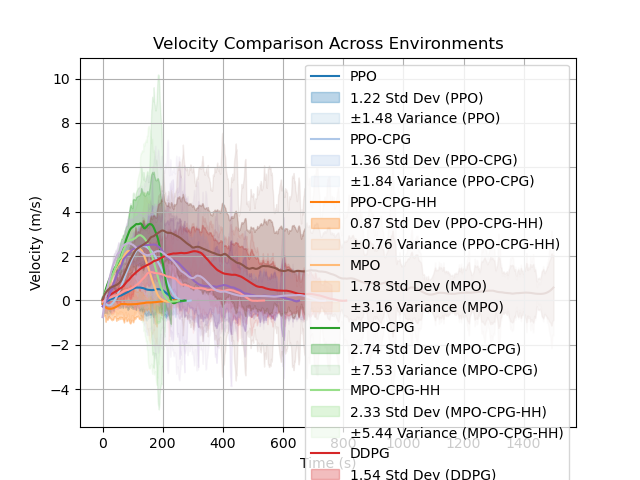 Velocity Comparison Across Environments
Velocity (m/s)
10
8
6
4
2
0
−2
−4
PPO
1.22 Std Dev (PPO)
±1.48 Variance (PPO)
PPO-CPG
1.36 Std Dev (PPO-CPG)
±1.84 Variance (PPO-CPG)
PPO-CPG-HH
0.87 Std Dev (PPO-CPG-HH)
±0.76 Variance (PPO-CPG-HH)
MPO
1.78 Std Dev (MPO)
±3.16 Variance (MPO)
MPO-CPG
2.74 Std Dev (MPO-CPG)
±7.53 Variance (MPO-CPG)
MPO-CPG-HH
2.33 Std Dev (MPO-CPG-HH)
±5.44 Variance (MPO-CPG-HH)
DDPG
1.54 Std Dev (DDPG)
0 200 400 600 800 1000 1200 1400
Time (s)